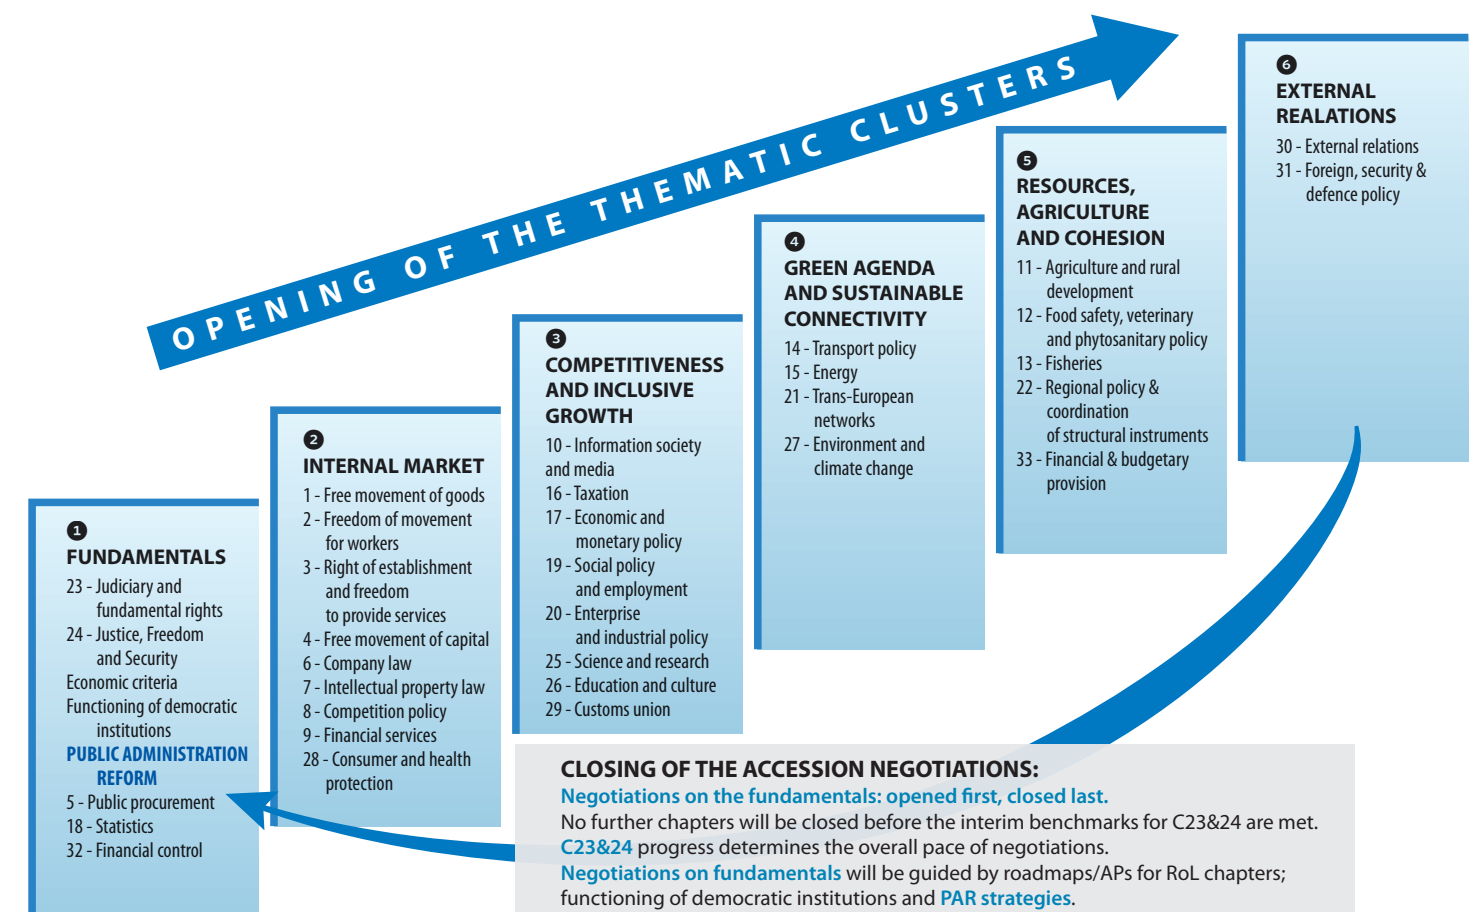 OPENING OF THE THEMATIC CLUSTERS
1
FUNDAMENTALS
23 - Judiciary and
fundamental rights
24 - Justice, Freedom
and Security
Economic criteria
Functioning of democratic
institutions
PUBLIC ADMINISTRATION
REFORM
5 - Public procurement
18 - Statistics
32 - Financial control
2
INTERNAL MARKET
1 - Free movement of goods
2 - Freedom of movement
for workers
3 - Right of establishment
and freedom
to provide services
4 - Free movement of capital
6 - Company law
7 - Intellectual property law
8 - Competition policy
9 - Financial services
28 - Consumer and health
protection
3
COMPETITIVENESS
AND INCLUSIVE
GROWTH
10 - Information society
and media
16 - Taxation
17 - Economic and
monetary policy
19 - Social policy
and employment
20 - Enterprise
and industrial policy
25 - Science and research
26 - Education and culture
29 - Customs union
4
GREEN AGENDA
AND SUSTAINABLE
CONNECTIVITY
14 - Transport policy
15 - Energy
21 - Trans-European
networks
27 - Environment and
climate change
5
RESOURCES,
AGRICULTURE
AND COHESION
11 - Agriculture and rural
development
12 - Food safety, veterinary
and phytosanitary policy
13 - Fisheries
22 - Regional policy &
coordination
of structural instruments
33 - Financial & budgetary
provision
6
EXTERNAL
REALATIONS
30 - External relations
31 - Foreign, security &
defence policy
CLOSING OF THE ACCESSION NEGOTIATIONS:
Negotiations on the fundamentals: opened first, closed last.
No further chapters will be closed before the interim benchmarks for C23&24 are met.
C23&24 progress determines the overall pace of negotiations.
Negotiations on fundamentals will be guided by roadmaps/APs for RoL chapters;
functioning of democratic institutions and PAR strategies.